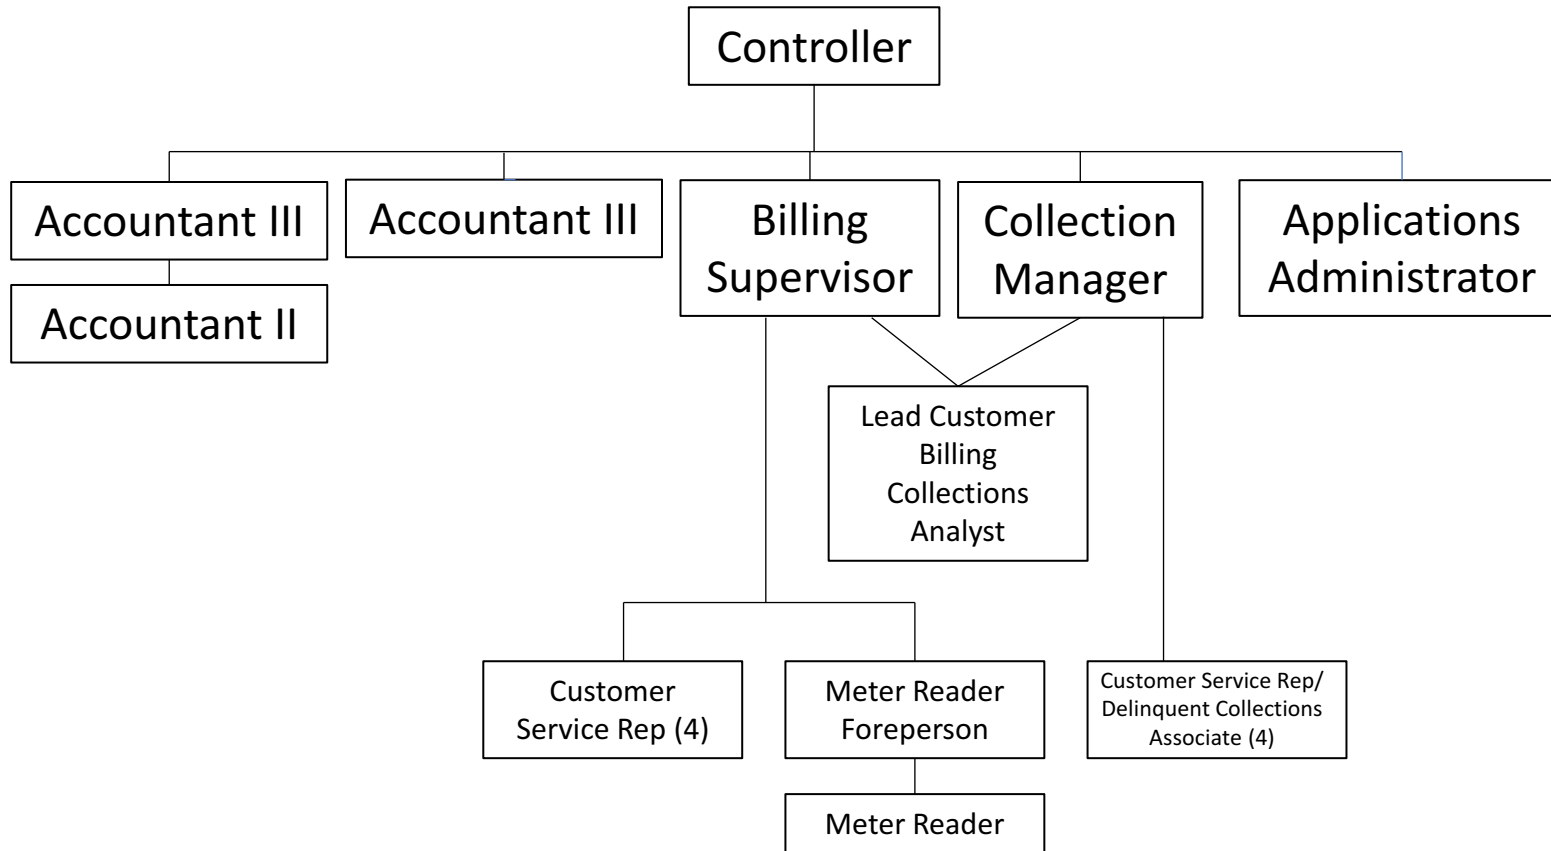 Controller
Accountant III
Accountant III
Billing
Supervisor
Collection
Manager
Applications
Administrator
Accountant II
Lead Customer
Billing
Collections
Analyst
Customer
Service Rep (4)
Meter Reader
Foreperson
Customer Service Rep/
Delinquent Collections
Associate (4)
Meter Reader